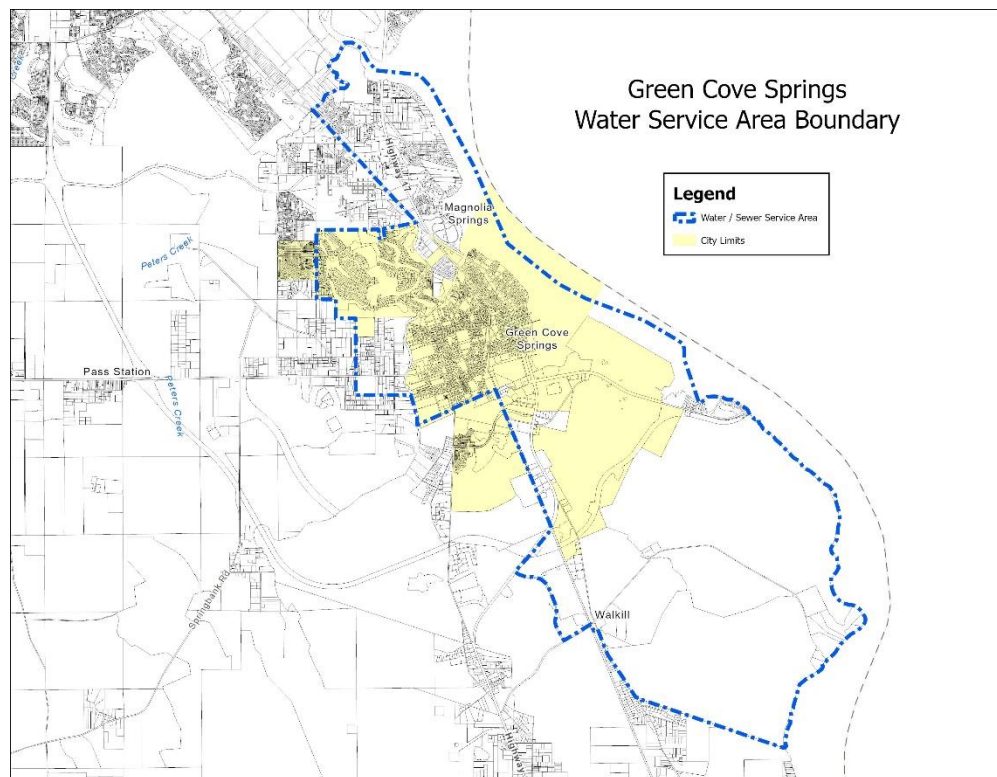 Green Cove Springs
Water Service Area Boundary
Legend
Water / Sewer Service Area
City Limits
Creek
Highway
Magnolia
Springs
Peters Creek
Green Cove
Springs
Pass Station
Peters Creek
Springbank Rd
Walkill
Highway